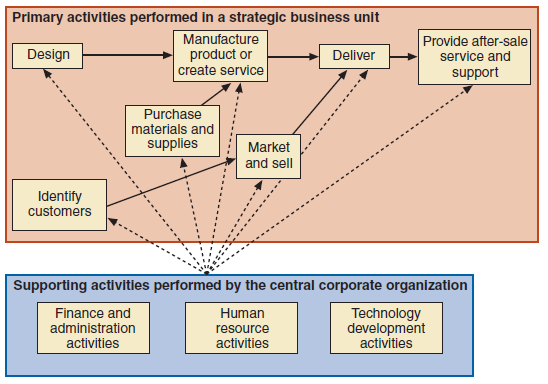 Primary activities performed in a strategic business unit
Design
Manufacture
product or
create service
Deliver
Provide after-sale
service and
support
Purchase
materials and
supplies
Market
and sell
Identify
customers
Supporting activities performed by the central corporate organization
Finance and
administration
activities
Human
resource
activities
Technology
development
activities